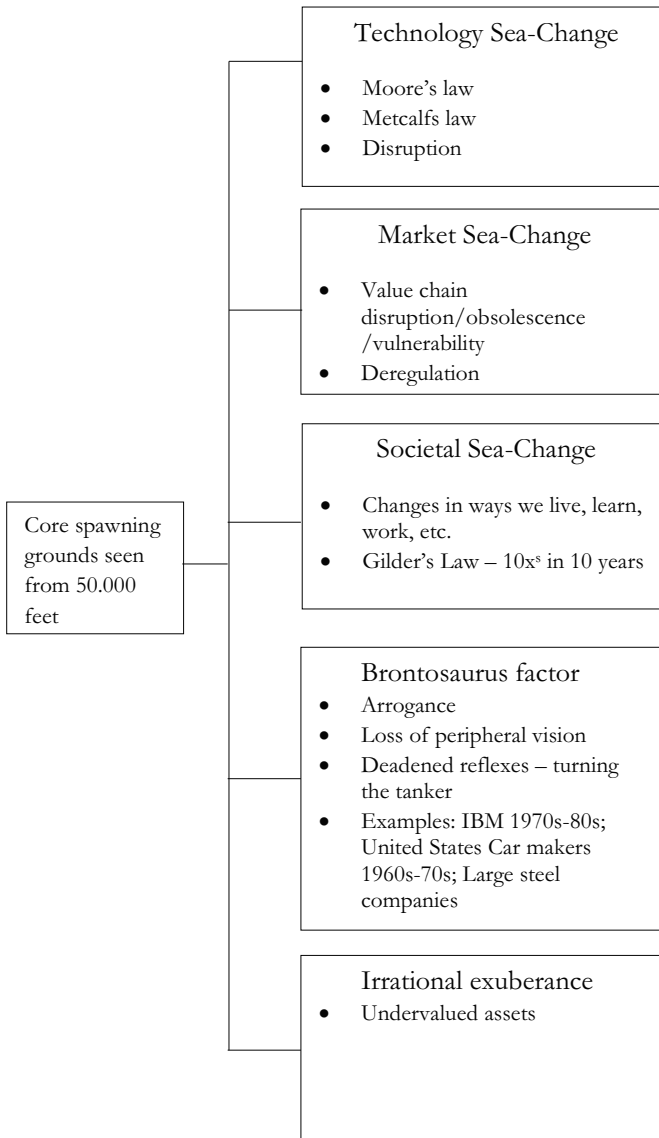 Technology Sea-Change
• Moore’s law
• Metcalfs law
• Disruption
Market Sea-Change
• Value chain
disruption/obsolescence
/vulnerability
• Deregulation
Societal Sea-Change
• Changes in ways we live, learn,
work, etc.
• Gilder’s Law – 10xˢ in 10 years
Core spawning
grounds seen
from 50.000
feet
Brontosaurus factor
• Arrogance
• Loss of peripheral vision
• Deadened reflexes – turning
the tanker
• Examples: IBM 1970s-80s;
United States Car makers
1960s-70s; Large steel
companies
Irrational exuberance
• Undervalued assets